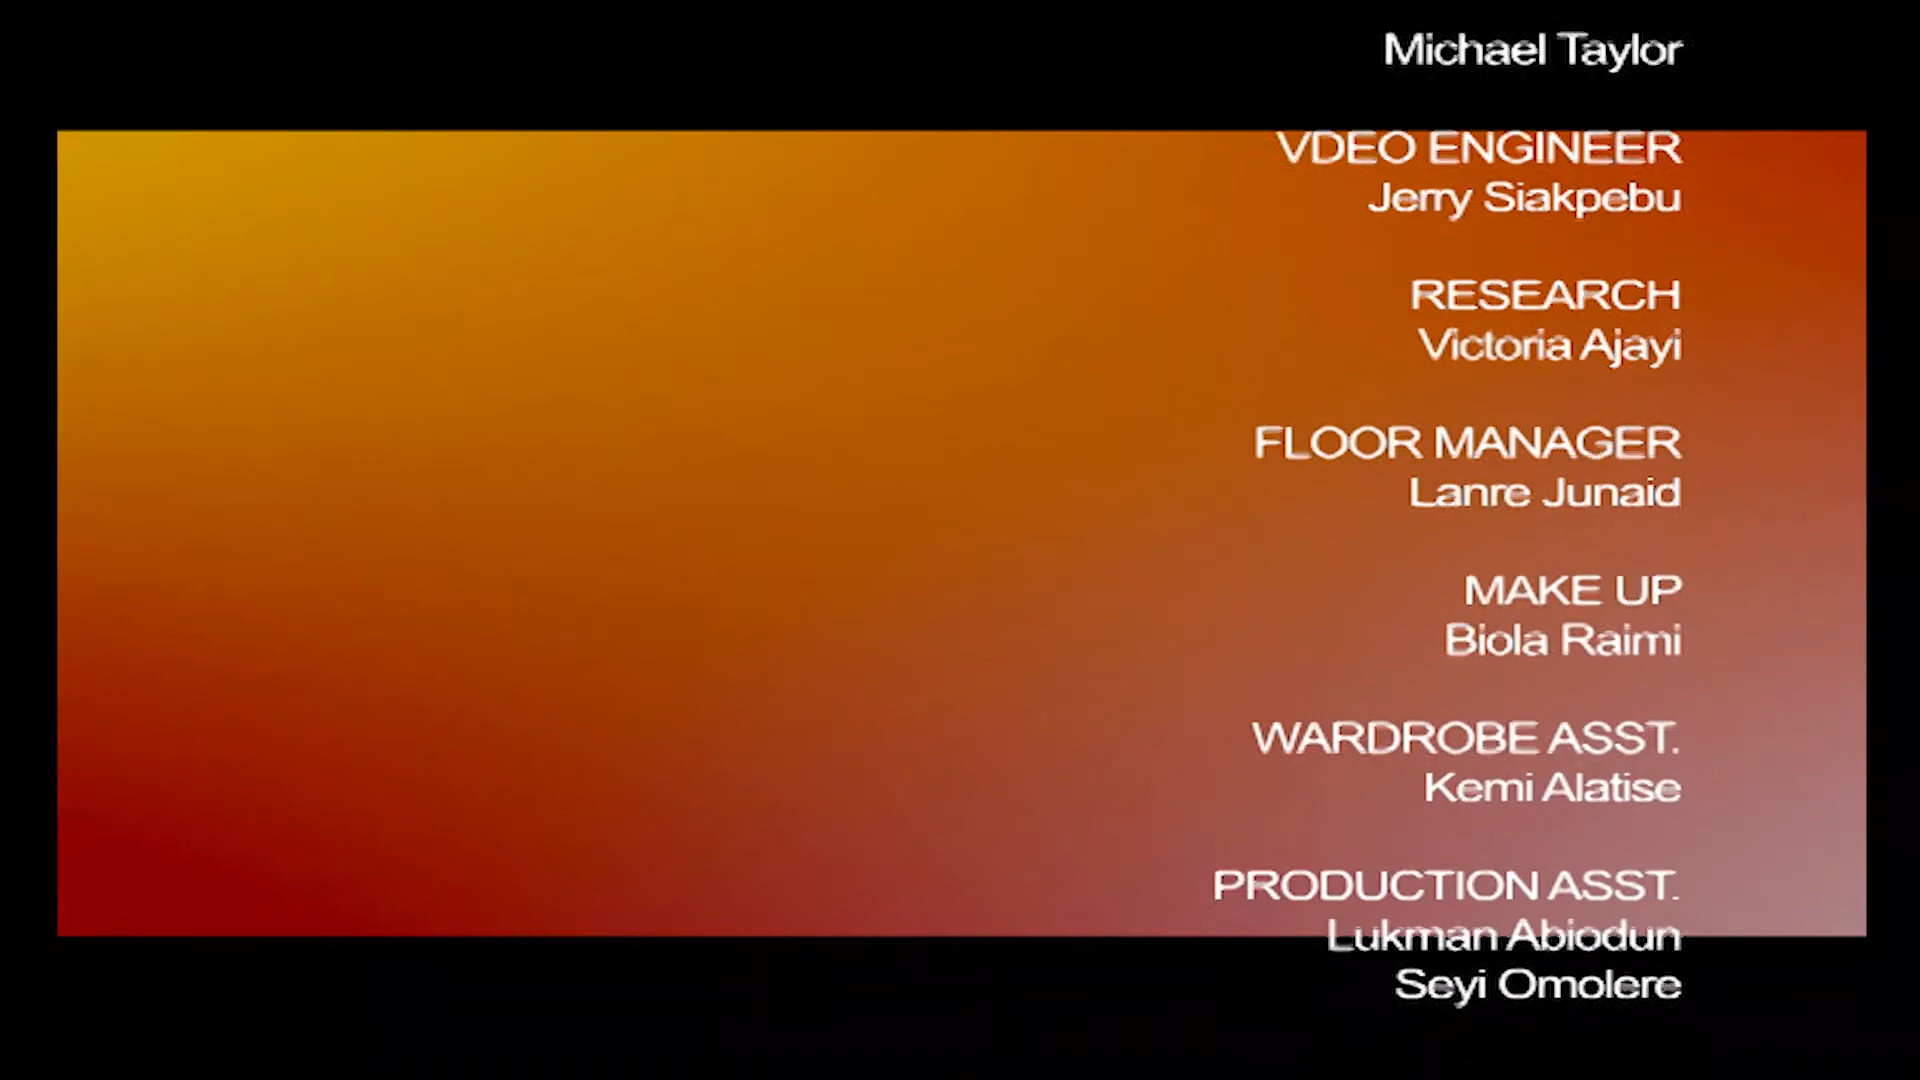 Michael Taylor
VDEO ENGINEER
Jerry Siakpebu
RESEARCH
Victoria Ajayi
FLOOR MANAGER
Lanre Junaid
MAKE UP
Biola Raimi
WARDROBE ASST.
Kemi Alatise
PRODUCTION ASST.
Lukman Abiodun
Seyi Omolere